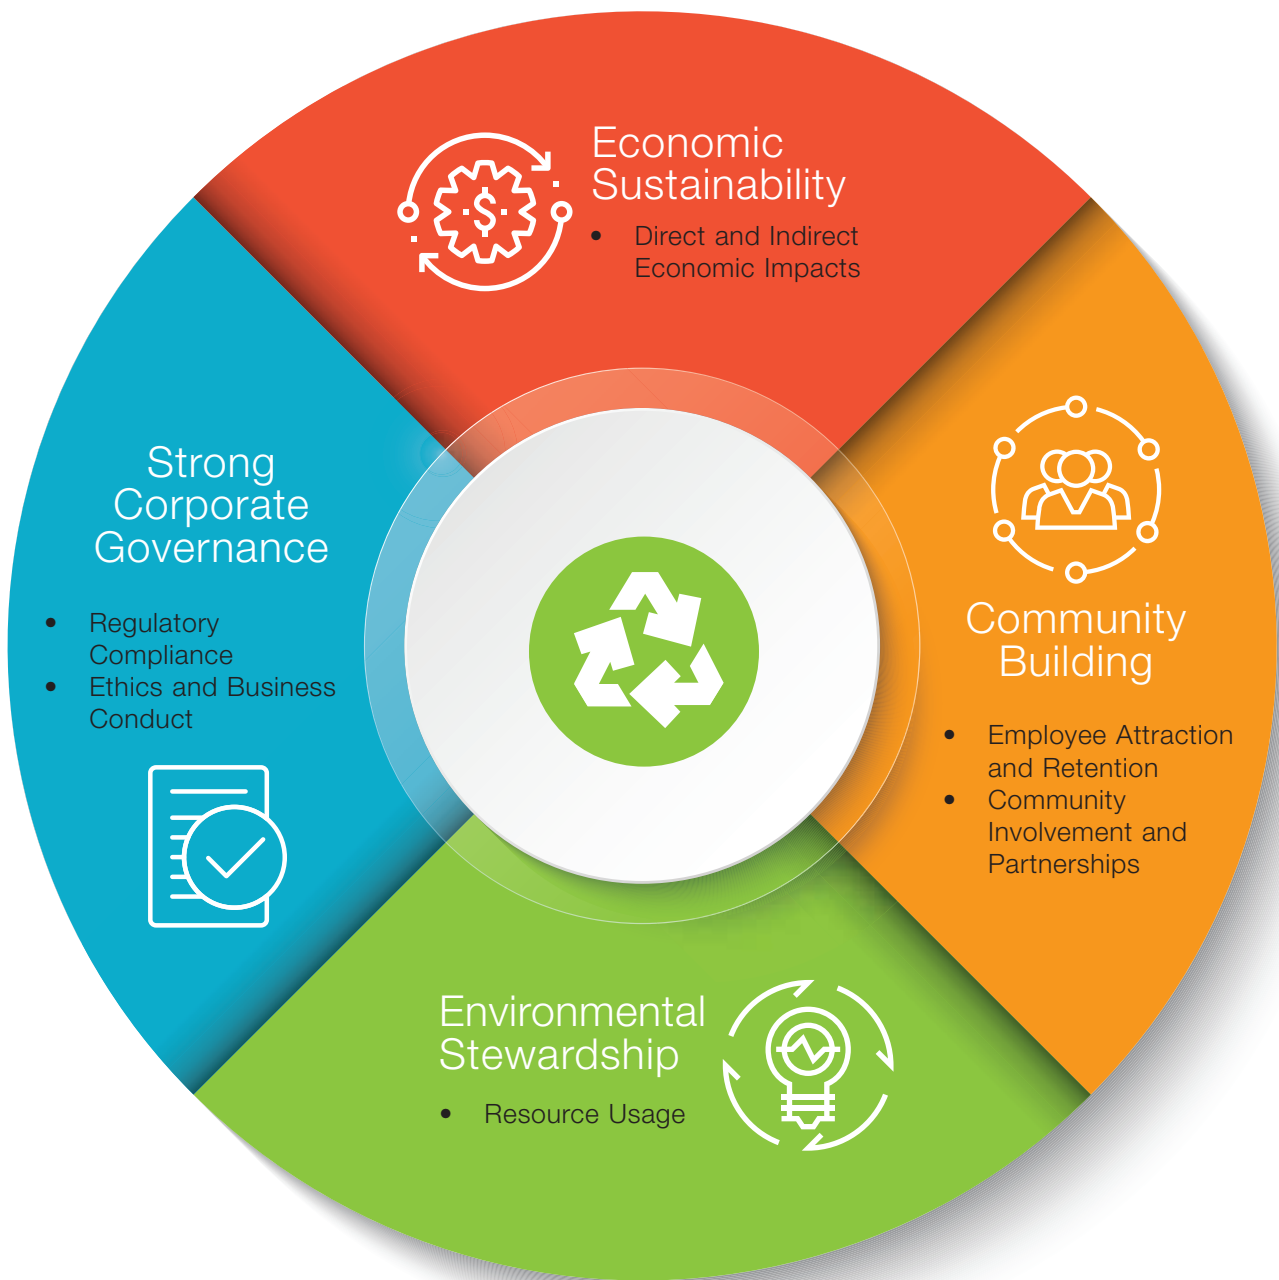 Economic
Sustainability
• Direct and Indirect
Economic Impacts
Strong
Corporate
Governance
• Regulatory
Compliance
• Ethics and Business
Conduct
Community
Building
• Employee Attraction
and Retention
• Community
Involvement and
Partnerships
Environmental
Stewardship
• Resource Usage